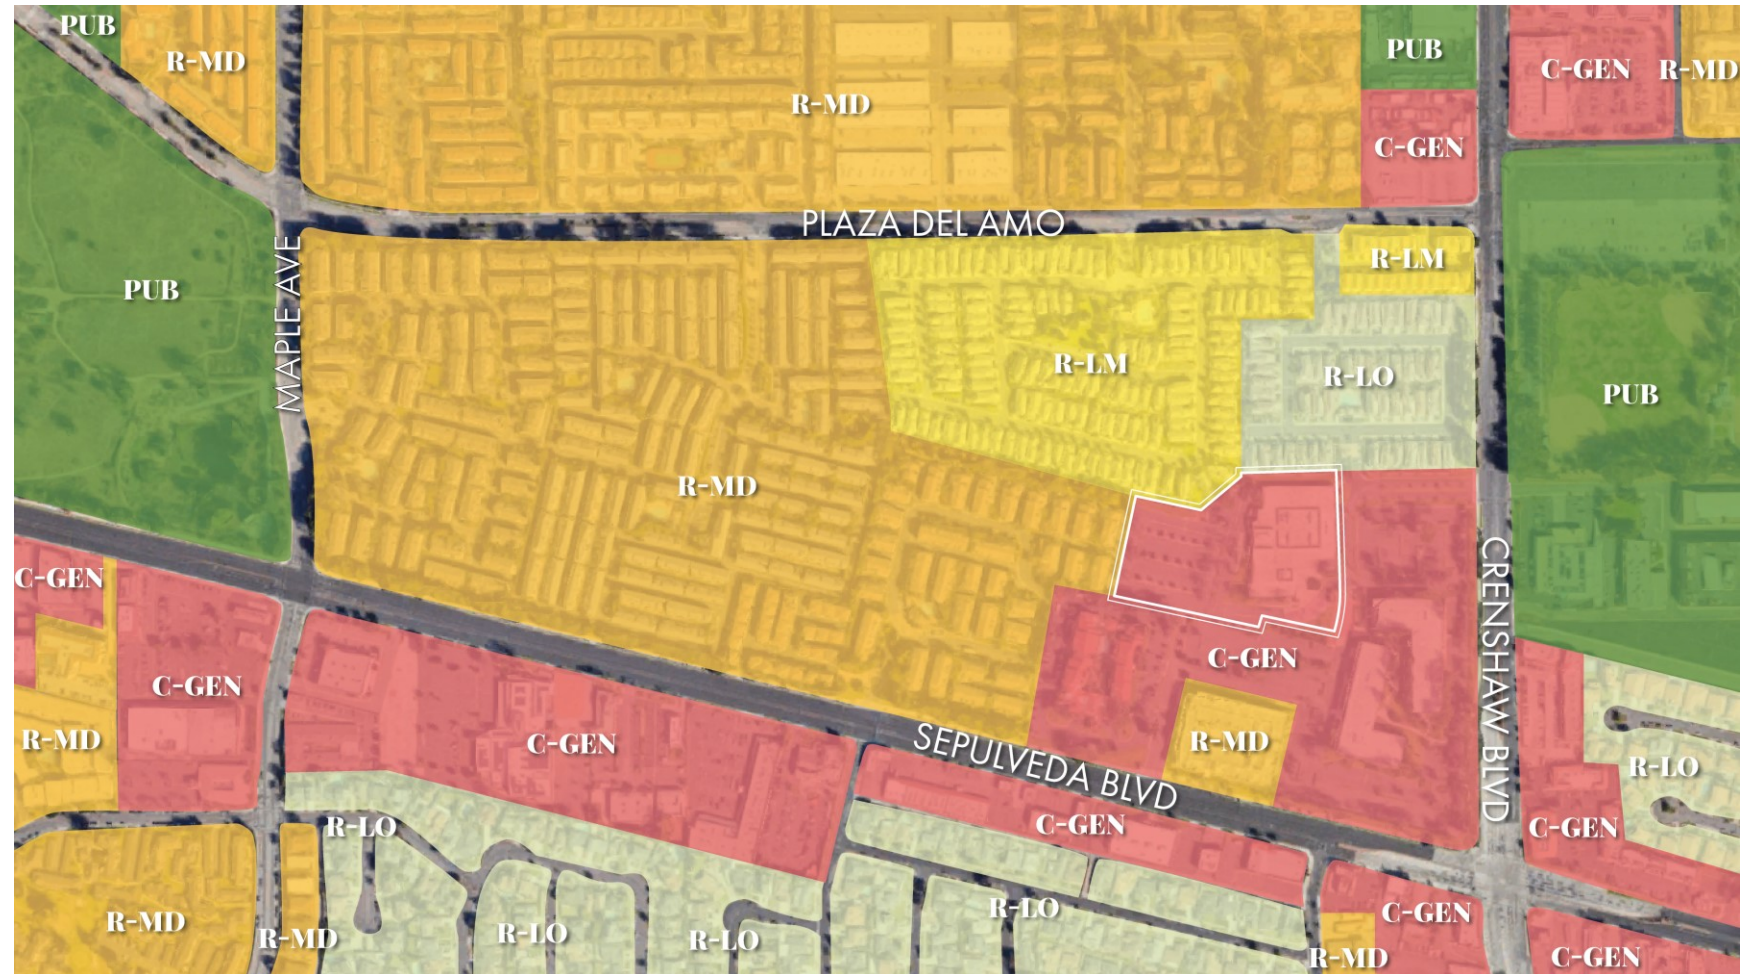 PUB
R-MD
R-MD
PUB
C-GEN
C-GEN
R-MD
PLAZA DEL AMO
MAPLE AVE
PUB
R-LM
R-LM
R-LO
PUB
R-MD
CRENSHAW BLVD
C-GEN
C-GEN
C-GEN
R-MD
C-GEN
R-MD
SEPULVEDA BLVD
R-LO
R-LO
C-GEN
C-GEN
R-MD
R-MD
R-LO
R-LO
R-LO
C-GEN
R-MD
C-GEN